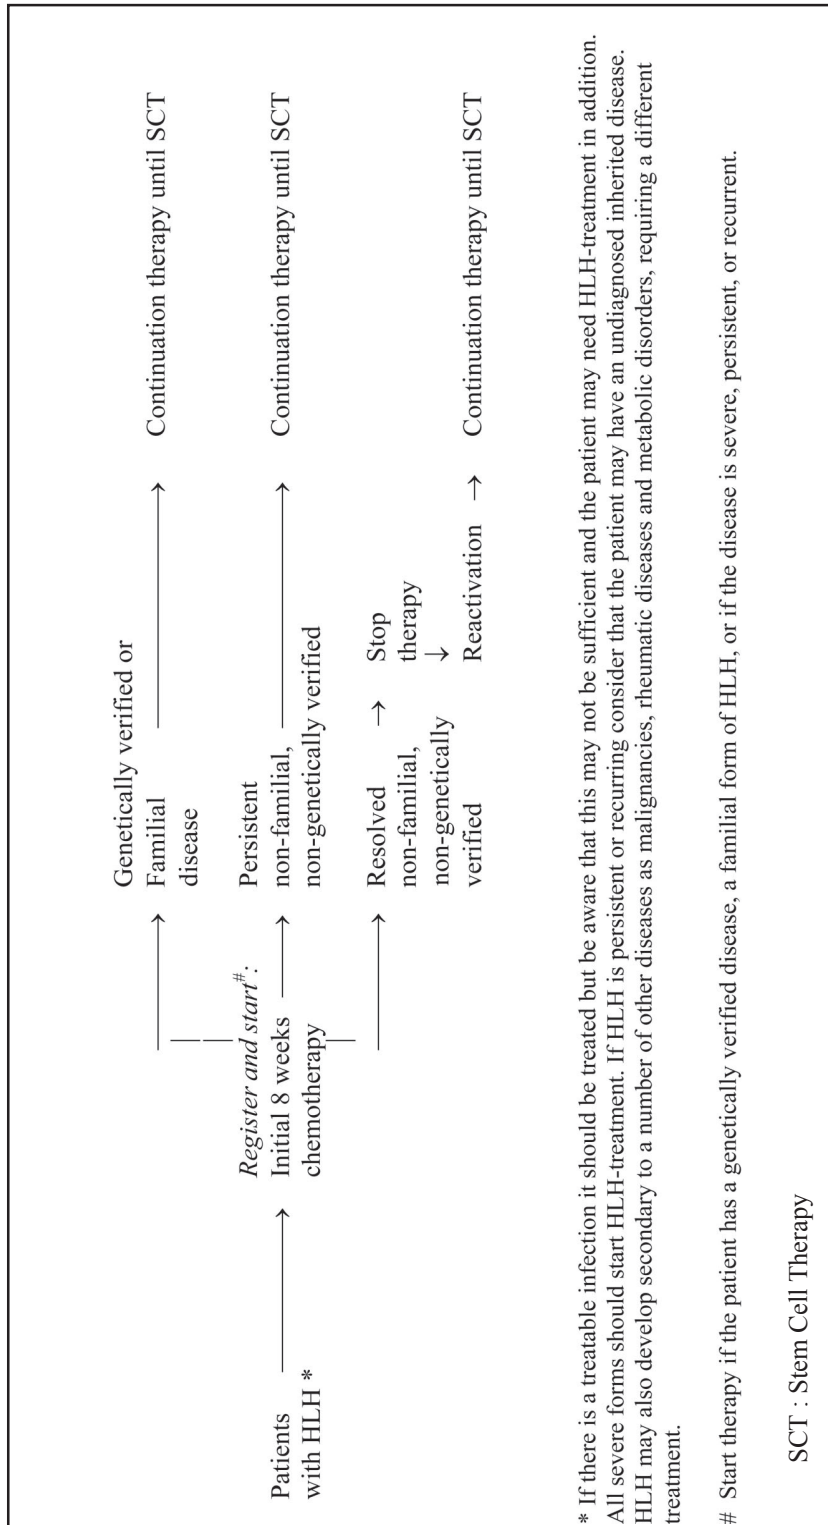 Patients
with HLH *
Register and start#:
Initial 8 weeks
chemotherapy
Genetically verified or
Familial
disease
Continuation therapy until SCT
Persistent
non-familial,
non-genetically verified
Continuation therapy until SCT
Resolved
non-familial,
non-genetically
verified
Stop
therapy
Reactivation
Continuation therapy until SCT
* If there is a treatable infection it should be treated but be aware that this may not be sufficient and the patient may need HLH-treatment in addition.
All severe forms should start HLH-treatment. If HLH is persistent or recurring consider that the patient may have an undiagnosed inherited disease.
HLH may also develop secondary to a number of other diseases as malignancies, rheumatic diseases and metabolic disorders, requiring a different
treatment.
# Start therapy if the patient has a genetically verified disease, a familial form of HLH, or if the disease is severe, persistent, or recurrent.
SCT : Stem Cell Therapy